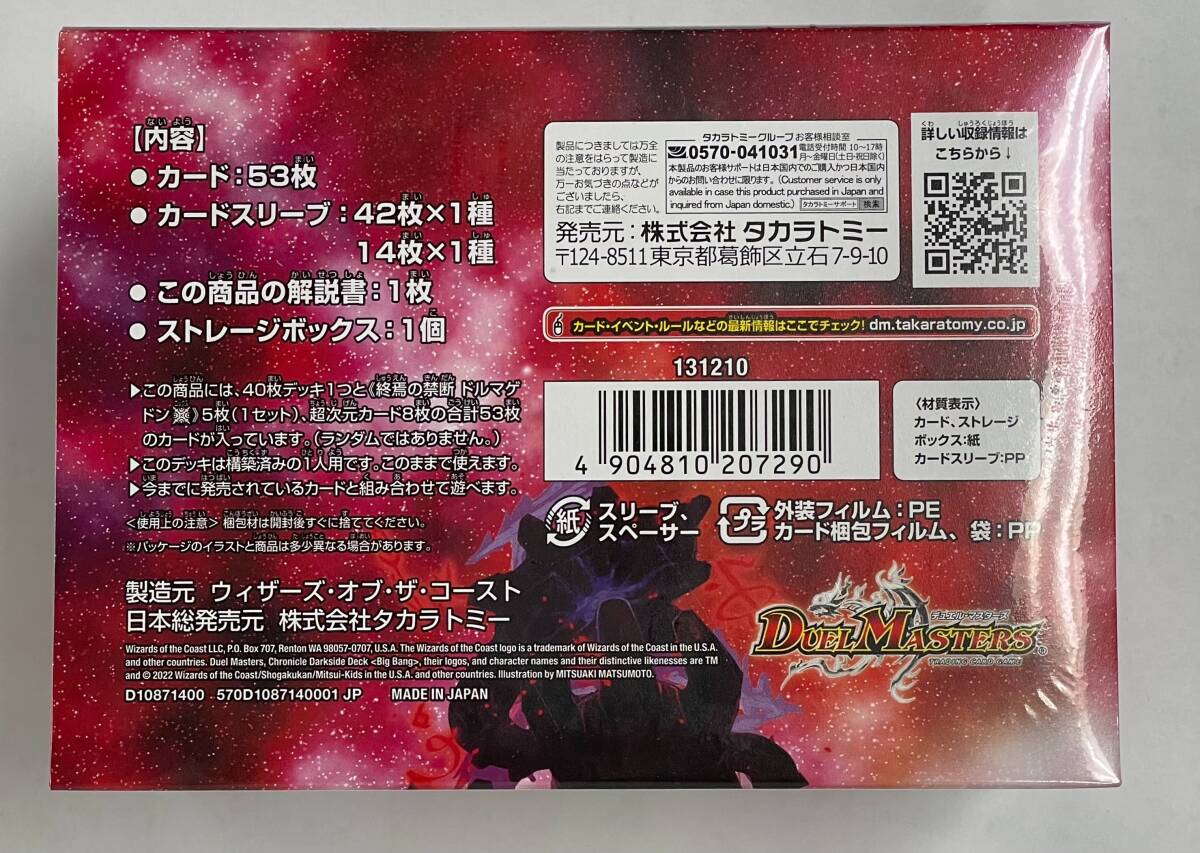 【内容】
●カード:53枚
●カードスリーブ:42枚×1種
14枚×1種
●この商品の解説書:1枚
●ストレージボックス:1個
▶この商品には、40枚デッキ1つと《終焉の禁断 ドルマゲ
ドン》5枚(1セット)、超次元カード8枚の合計53枚
のカードが入っています。(ランダムではありません。)
▶このデッキは構築済みの1人用です。このままで使えます。
▶今までに発売されているカードと組み合わせて遊べます。
<使用上の注意> 梱包材は開封後すぐに捨ててください。
※パッケージのイラストと商品は多少異なる場合があります。
製造元 ウィザーズ・オブ・ザ・コースト
日本総発売元 株式会社タカラトミー
Wizards of the Coast LLC, P.O. Box 707, Renton WA 98057-0707, U.S.A. The Wizards of the Coast logo is a trademark of Wizards of the Coast in the U.S.A.
and other countries. Duel Masters, Chronicle Darkside Deck <Big Bang>, their logos, and character names and their distinctive likenesses are TM
and © 2022 Wizards of the Coast/Shogakukan/Mitsui-Kids in the U.S.A. and other countries. Illustration by MITSUAKI MATSUMOTO.
D10871400 570D1087140001 JP MADE IN JAPAN
製品につきましては万全
の注意をはらって製造に
当たっておりますが、
万一お気づきの点などが
ございましたら、
右記までご連絡ください。
タカラトミーグループ お客様相談室
0570-041031 電話受付時間 10〜17時
月〜金曜日(土日・祝日除く)
本製品のお客様サポートは日本国内でのご購入かつ日本国内
からのお問い合わせに限ります。(Customer service is only
available in case this product purchased in Japan and
inquired from Japan domestic.) タカラトミーサポート 検索
発売元:株式会社 タカラトミー
〒124-8511 東京都葛飾区立石7-9-10
詳しい収録情報は
こちらから↓
カード・イベント・ルールなどの最新情報はここでチェック! dm.takaratomy.co.jp
131210
4 904810 207290
〈材質表示〉
カード、ストレージ
ボックス:紙
カードスリーブ:PP
紙 スリーブ、
スペーサー
プラ 外装フィルム:PE
カード梱包フィルム、袋:PP
デュエル・マスターズ
DUEL MASTERS®
TRADING CARD GAME